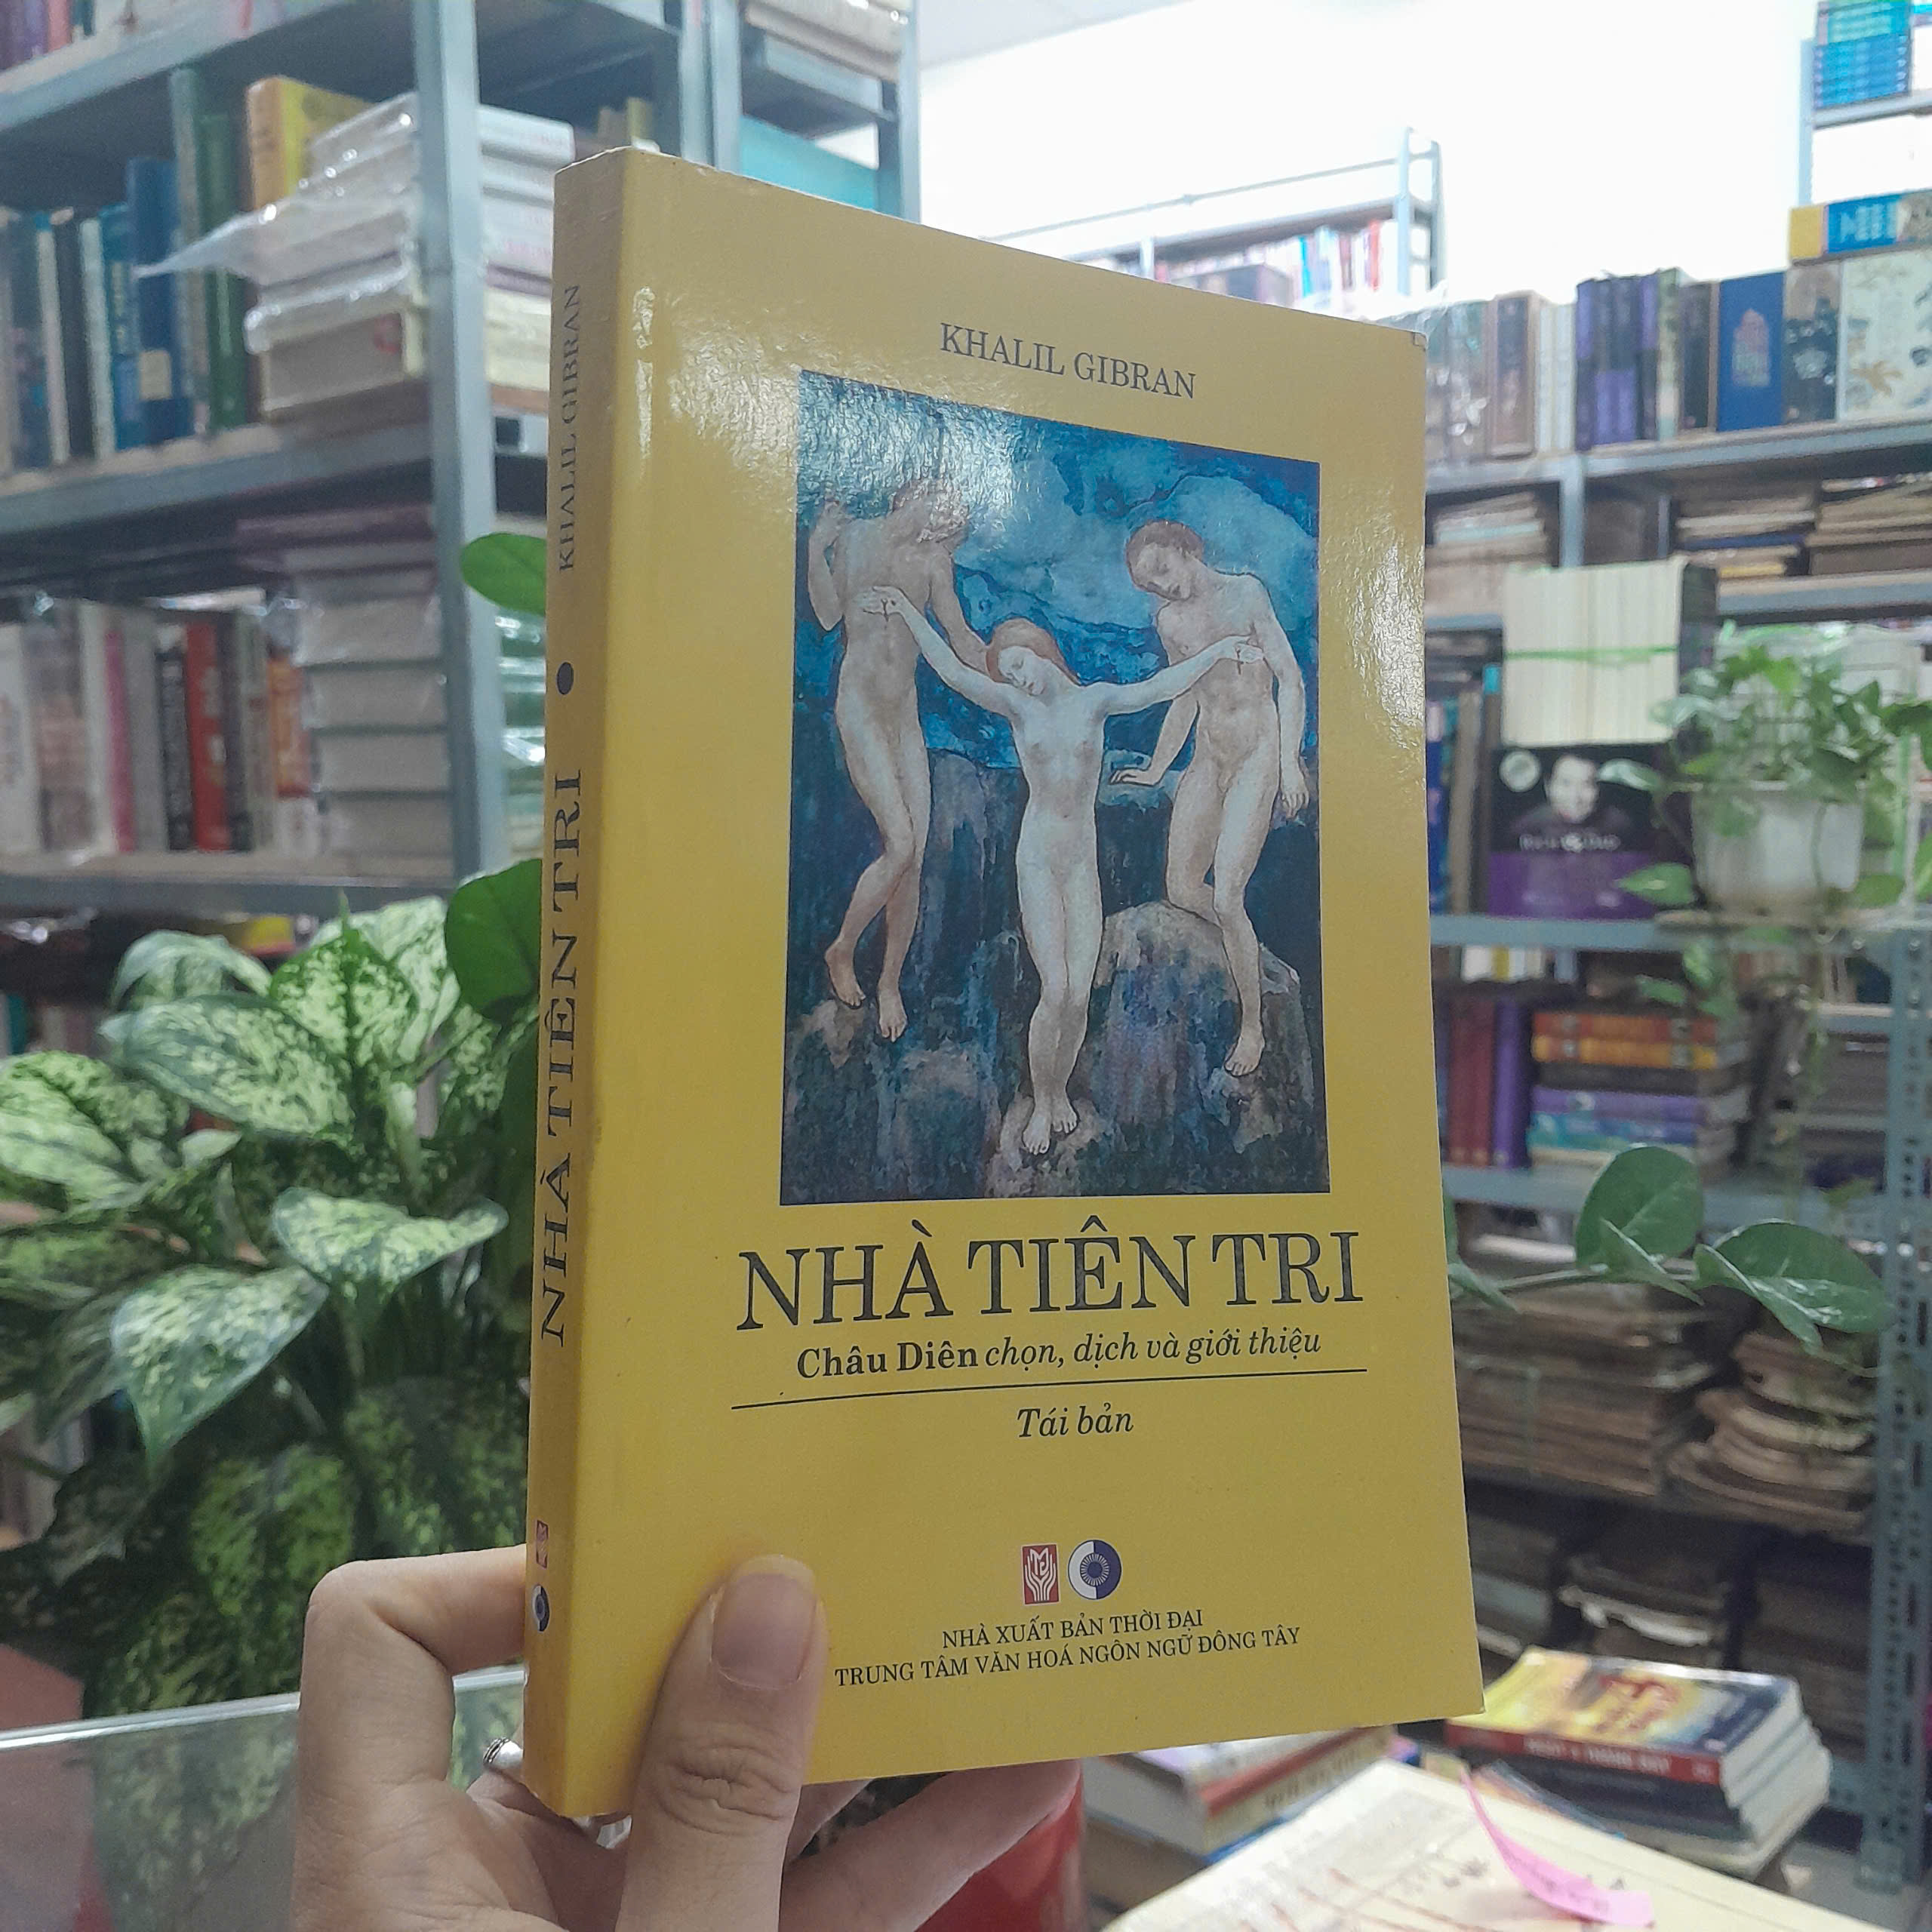 KHALIL GIBRAN
NHÀ TIÊN TRI
Châu Diên chọn, dịch và giới thiệu
Tái bản
NHÀ XUẤT BẢN THỜI ĐẠI
TRUNG TÂM VĂN HOÁ NGÔN NGỮ ĐÔNG TÂY
NHÀ TIÊN TRI ● KHALIL GIBRAN